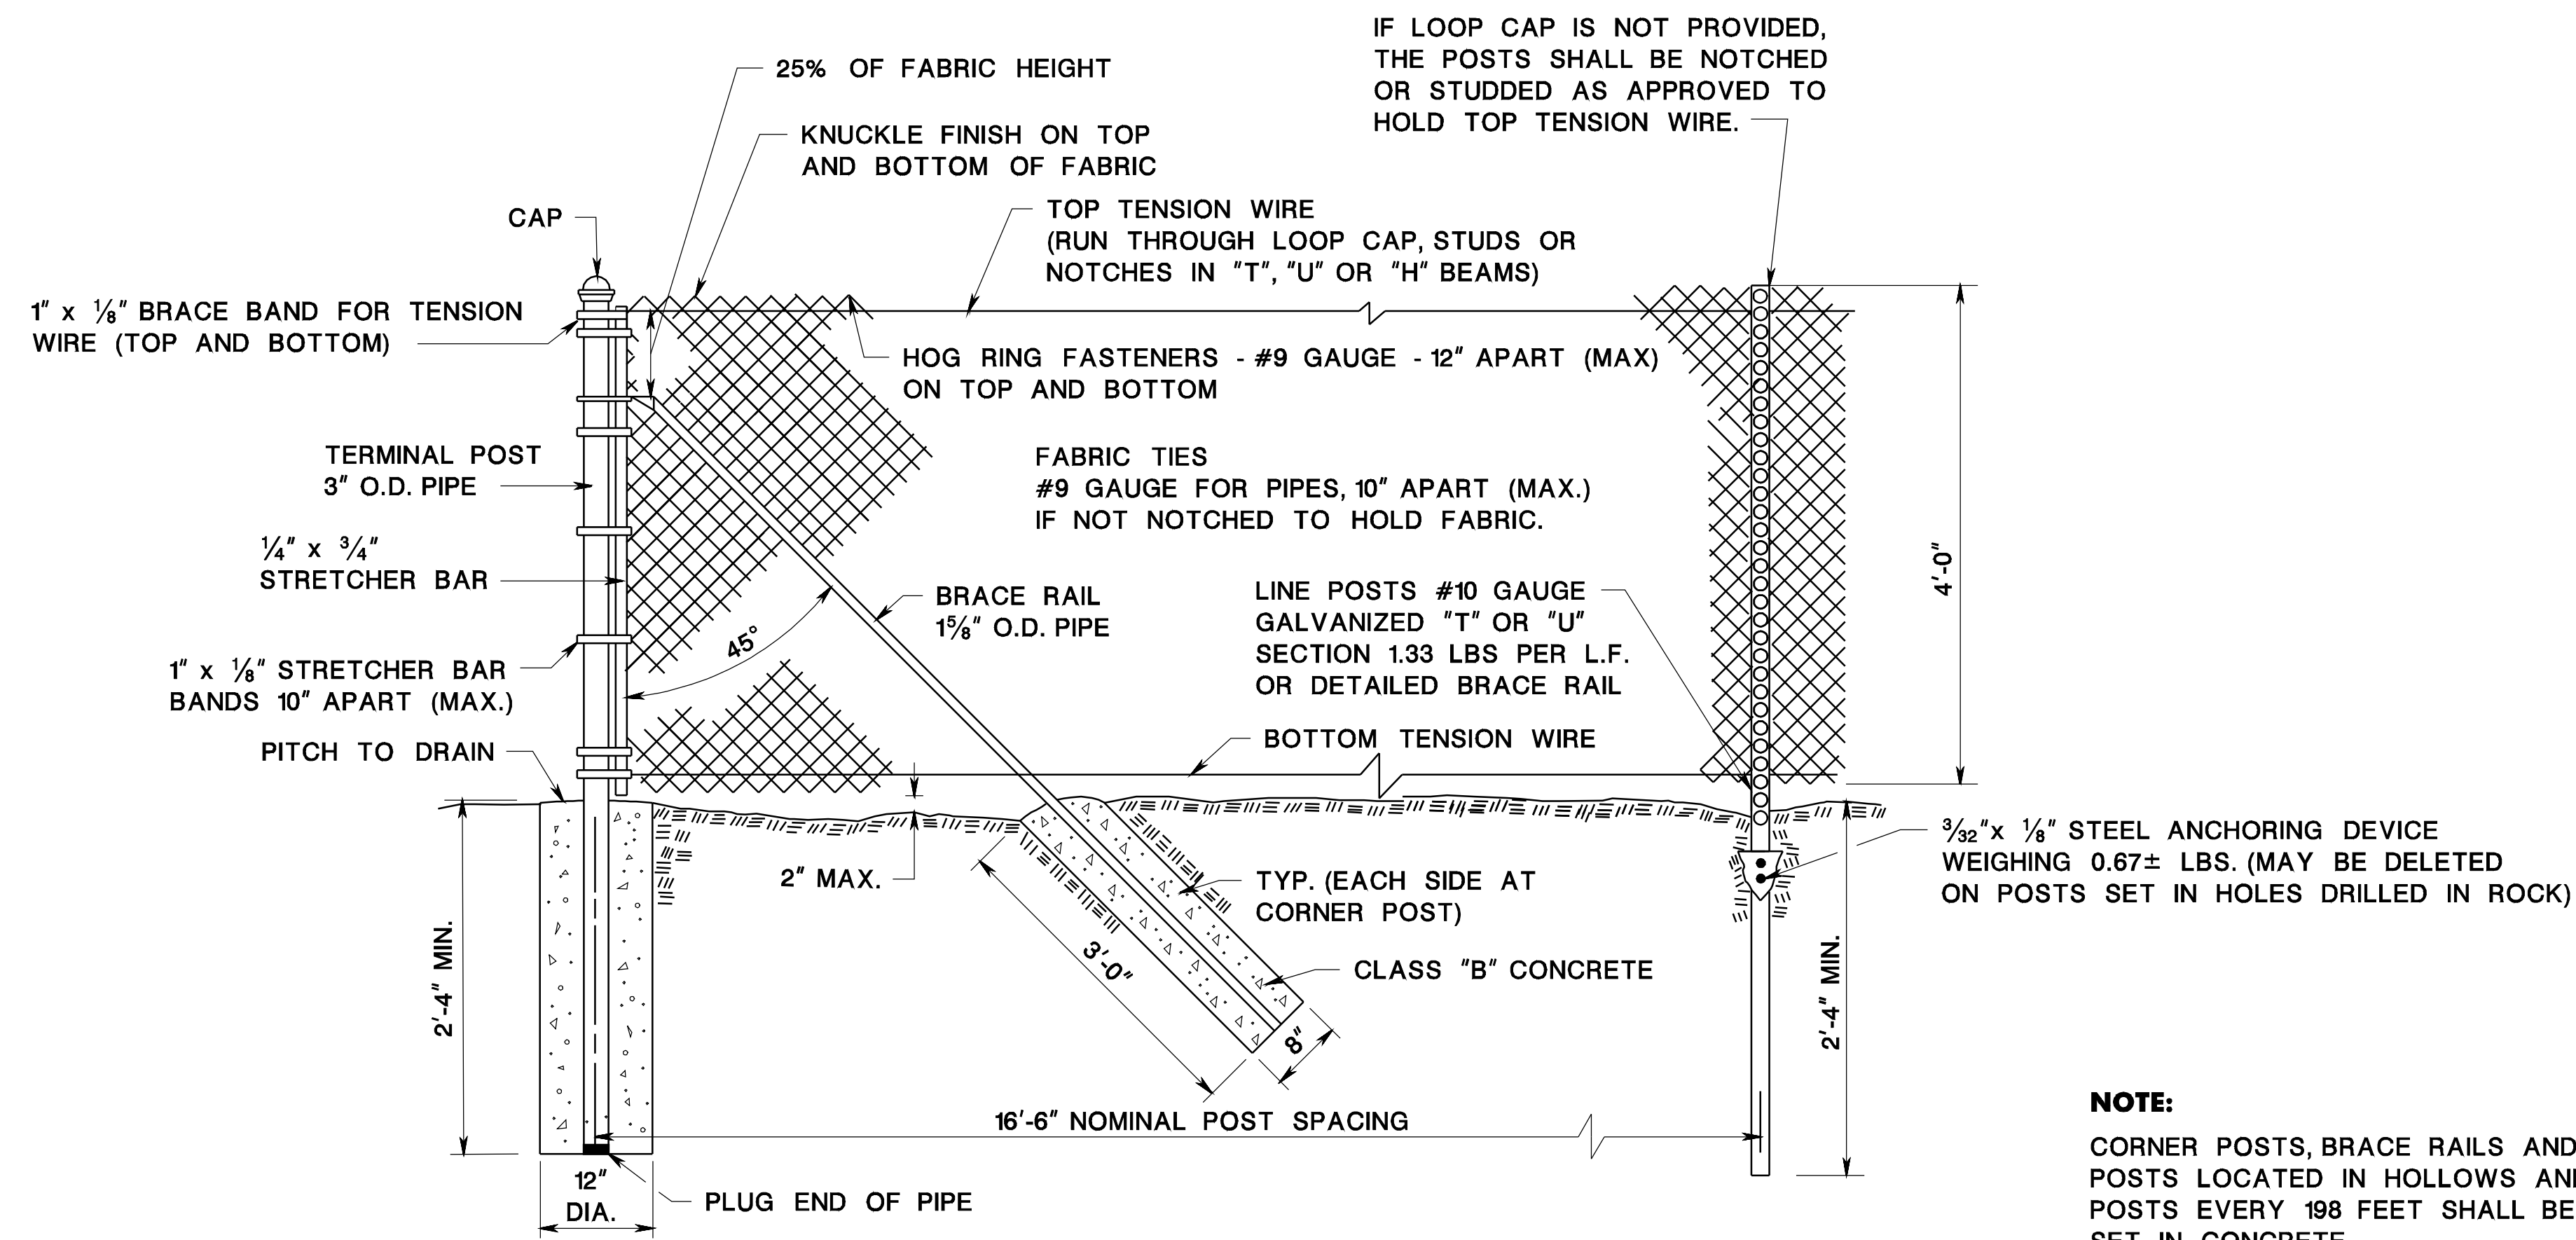 IF LOOP CAP IS NOT PROVIDED,
THE POSTS SHALL BE NOTCHED
OR STUDDED AS APPROVED TO
HOLD TOP TENSION WIRE.
25% OF FABRIC HEIGHT
KNUCKLE FINISH ON TOP
AND BOTTOM OF FABRIC
CAP
TOP TENSION WIRE
(RUN THROUGH LOOP CAP, STUDS OR
NOTCHES IN "T", "U" OR "H" BEAMS)
1" x 1/8" BRACE BAND FOR TENSION
WIRE (TOP AND BOTTOM)
HOG RING FASTENERS - #9 GAUGE - 12" APART (MAX)
ON TOP AND BOTTOM
TERMINAL POST
3" O.D. PIPE
FABRIC TIES
#9 GAUGE FOR PIPES, 10" APART (MAX.)
IF NOT NOTCHED TO HOLD FABRIC.
1/4" x 3/4"
STRETCHER BAR
4'-0"
BRACE RAIL
1 5/8" O.D. PIPE
45°
LINE POSTS #10 GAUGE
GALVANIZED "T" OR "U"
SECTION 1.33 LBS PER L.F.
OR DETAILED BRACE RAIL
1" x 1/8" STRETCHER BAR
BANDS 10" APART (MAX.)
PITCH TO DRAIN
BOTTOM TENSION WIRE
3/32" x 1/8" STEEL ANCHORING DEVICE
WEIGHING 0.67± LBS. (MAY BE DELETED
ON POSTS SET IN HOLES DRILLED IN ROCK)
2" MAX.
TYP. (EACH SIDE AT
CORNER POST)
2'-4" MIN.
3'-0"
CLASS "B" CONCRETE
8"
2'-4" MIN.
16'-6" NOMINAL POST SPACING
12"
DIA.
PLUG END OF PIPE
NOTE:
CORNER POSTS, BRACE RAILS AND
POSTS LOCATED IN HOLLOWS AN
POSTS EVERY 198 FEET SHALL BE
SET IN CONCRETE